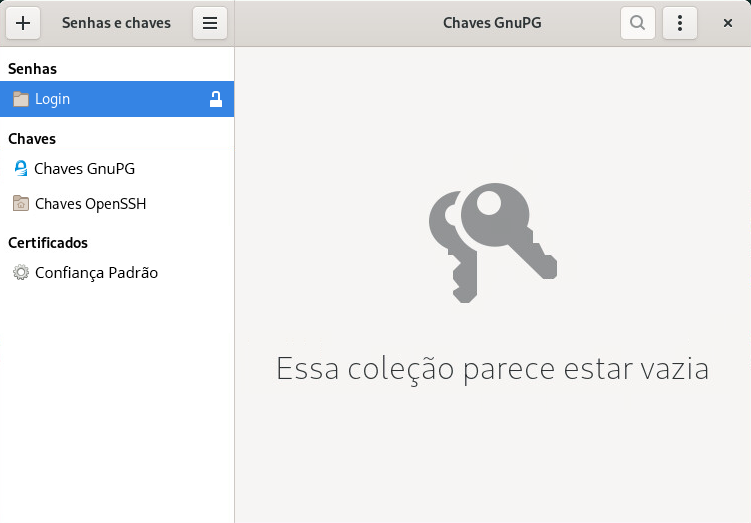 Senhas e chaves
Chaves GnuPG
Senhas
Login
Chaves
Chaves GnuPG
Chaves OpenSSH
Certificados
Confiança Padrão
Essa coleção parece estar vazia